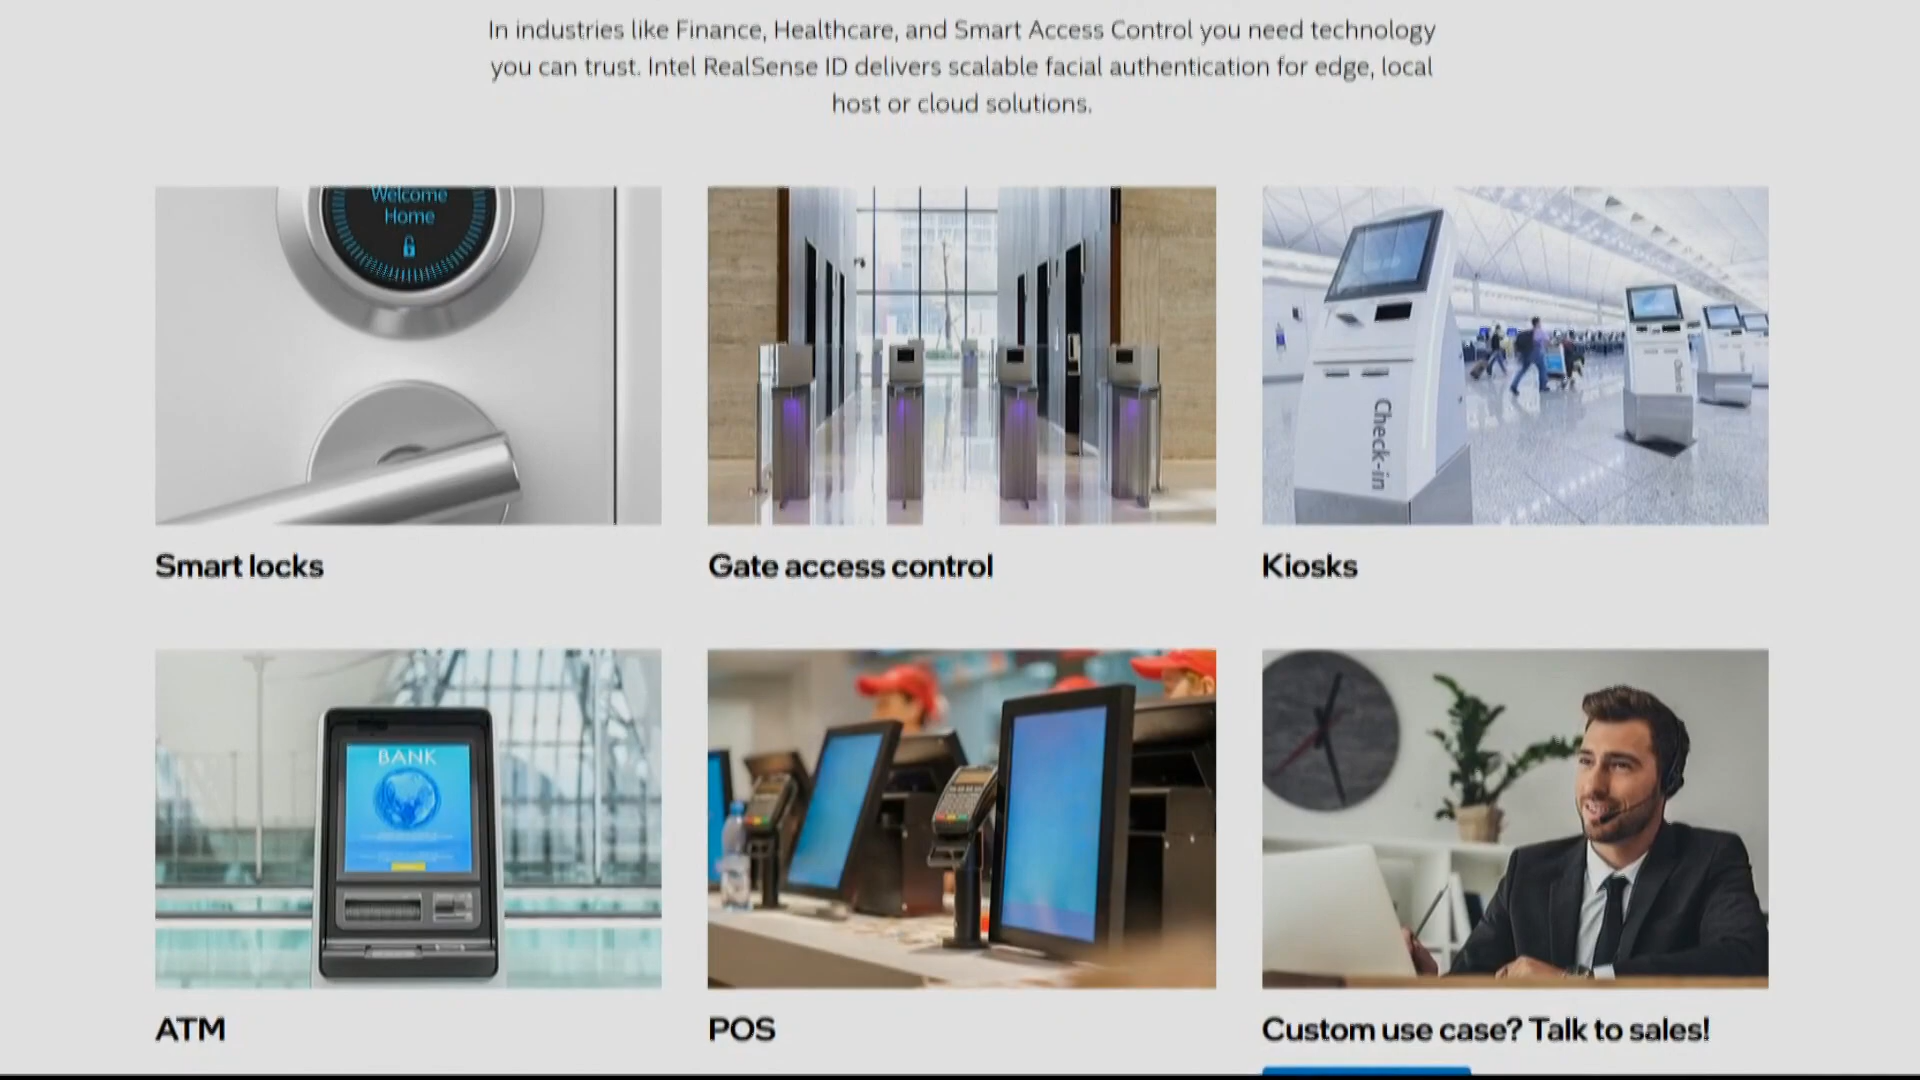 In industries like Finance, Healthcare, and Smart Access Control you need technology
you can trust. Intel RealSense ID delivers scalable facial authentication for edge, local
host or cloud solutions.
Welcome
Home
Check-in
Smart locks
Gate access control
Kiosks
BANK
ATM
POS
Custom use case? Talk to sales!